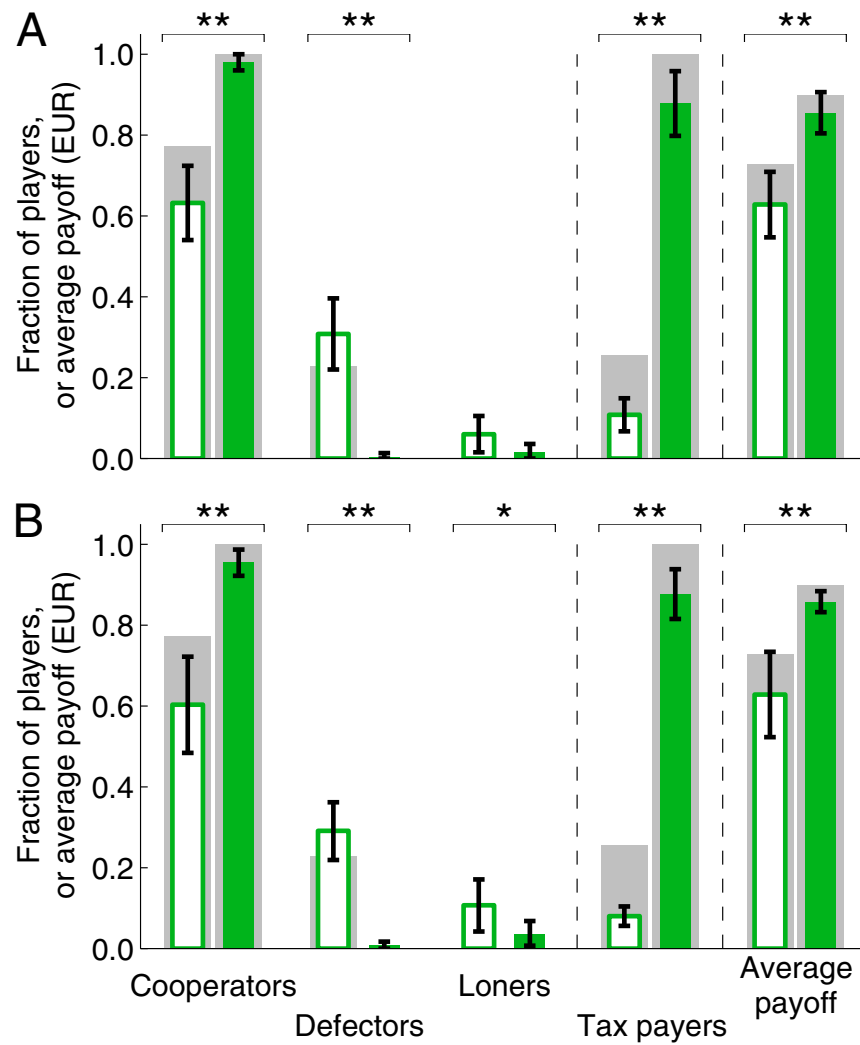 A
** ** ** **
Fraction of players,
or average payoff (EUR)
1.0
0.8
0.6
0.4
0.2
0.0
B
** ** * ** **
Fraction of players,
or average payoff (EUR)
1.0
0.8
0.6
0.4
0.2
0.0
Cooperators
Defectors
Loners
Tax payers
Average
payoff